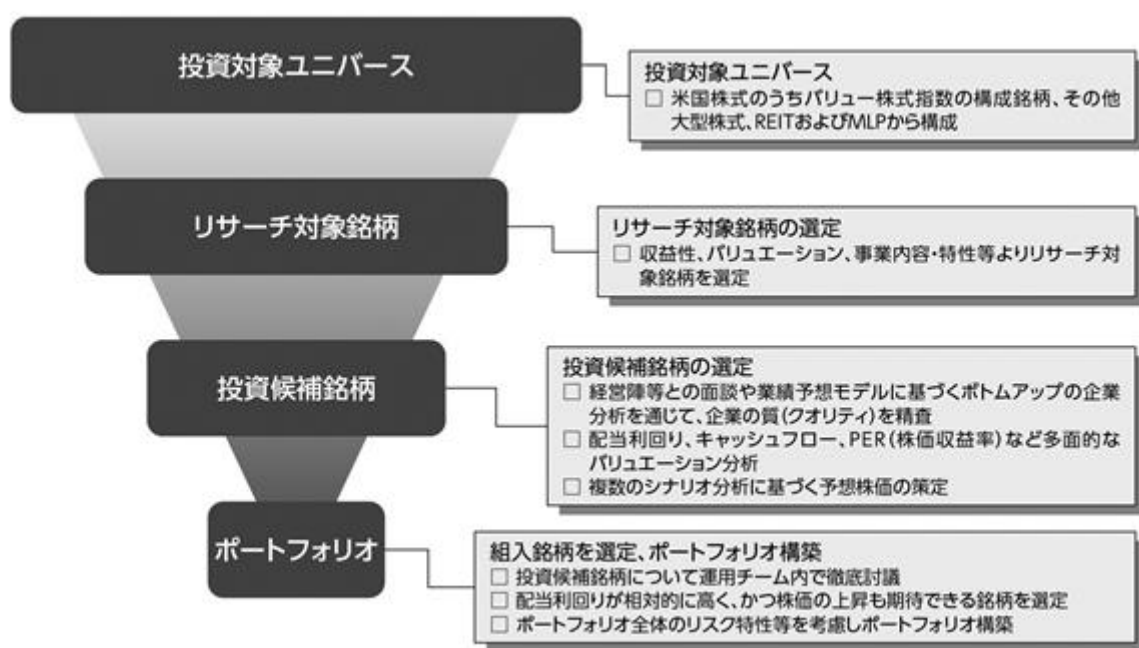 投資対象ユニバース
投資対象ユニバース
□ 米国株式のうちバリュー株式指数の構成銘柄、その他
大型株式、REITおよびMLPから構成
リサーチ対象銘柄
リサーチ対象銘柄の選定
□ 収益性、バリュエーション、事業内容・特性等よりリサーチ対
象銘柄を選定
投資候補銘柄
投資候補銘柄の選定
□ 経営陣等との面談や業績予想モデルに基づくボトムアップの企業
分析を通じて、企業の質(クオリティ)を精査
□ 配当利回り、キャッシュフロー、PER(株価収益率)など多面的な
バリュエーション分析
□ 複数のシナリオ分析に基づく予想株価の策定
ポートフォリオ
組入銘柄を選定、ポートフォリオ構築
□ 投資候補銘柄について運用チーム内で徹底討議
□ 配当利回りが相対的に高く、かつ株価の上昇も期待できる銘柄を選定
□ ポートフォリオ全体のリスク特性等を考慮しポートフォリオ構築